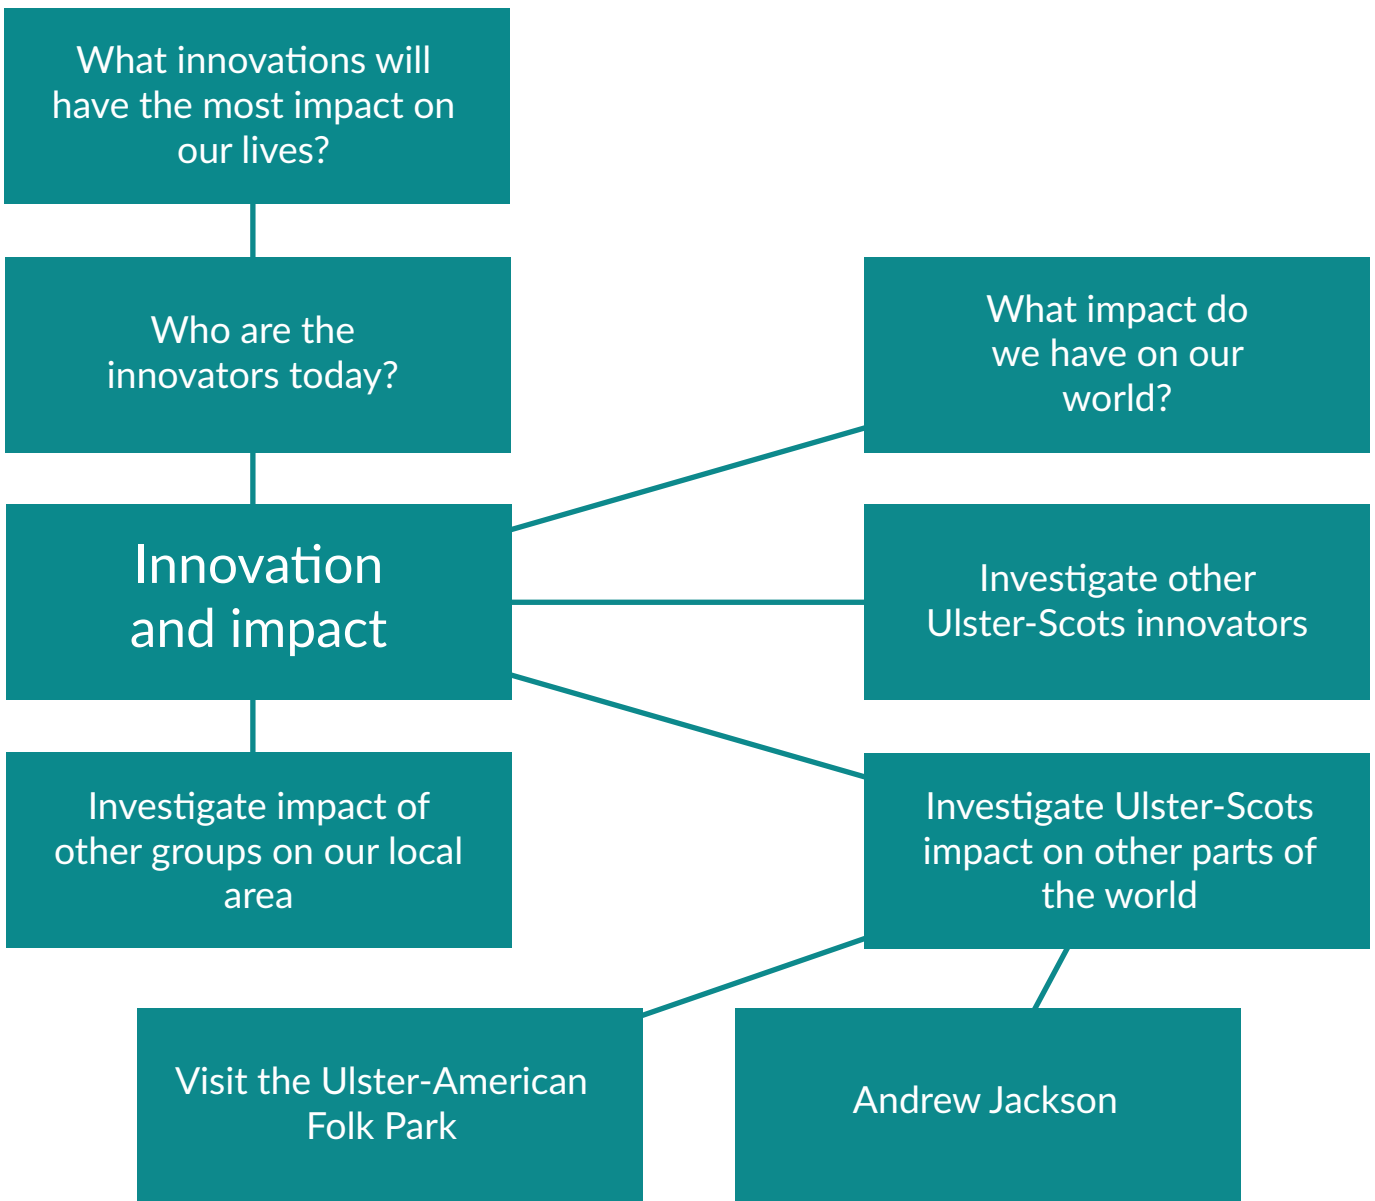 What innovations will
have the most impact on
our lives?
Who are the
innovators today?
What impact do
we have on our
world?
Innovation
and impact
Investigate other
Ulster-Scots innovators
Investigate impact of
other groups on our local
area
Investigate Ulster-Scots
impact on other parts of
the world
Visit the Ulster-American
Folk Park
Andrew Jackson